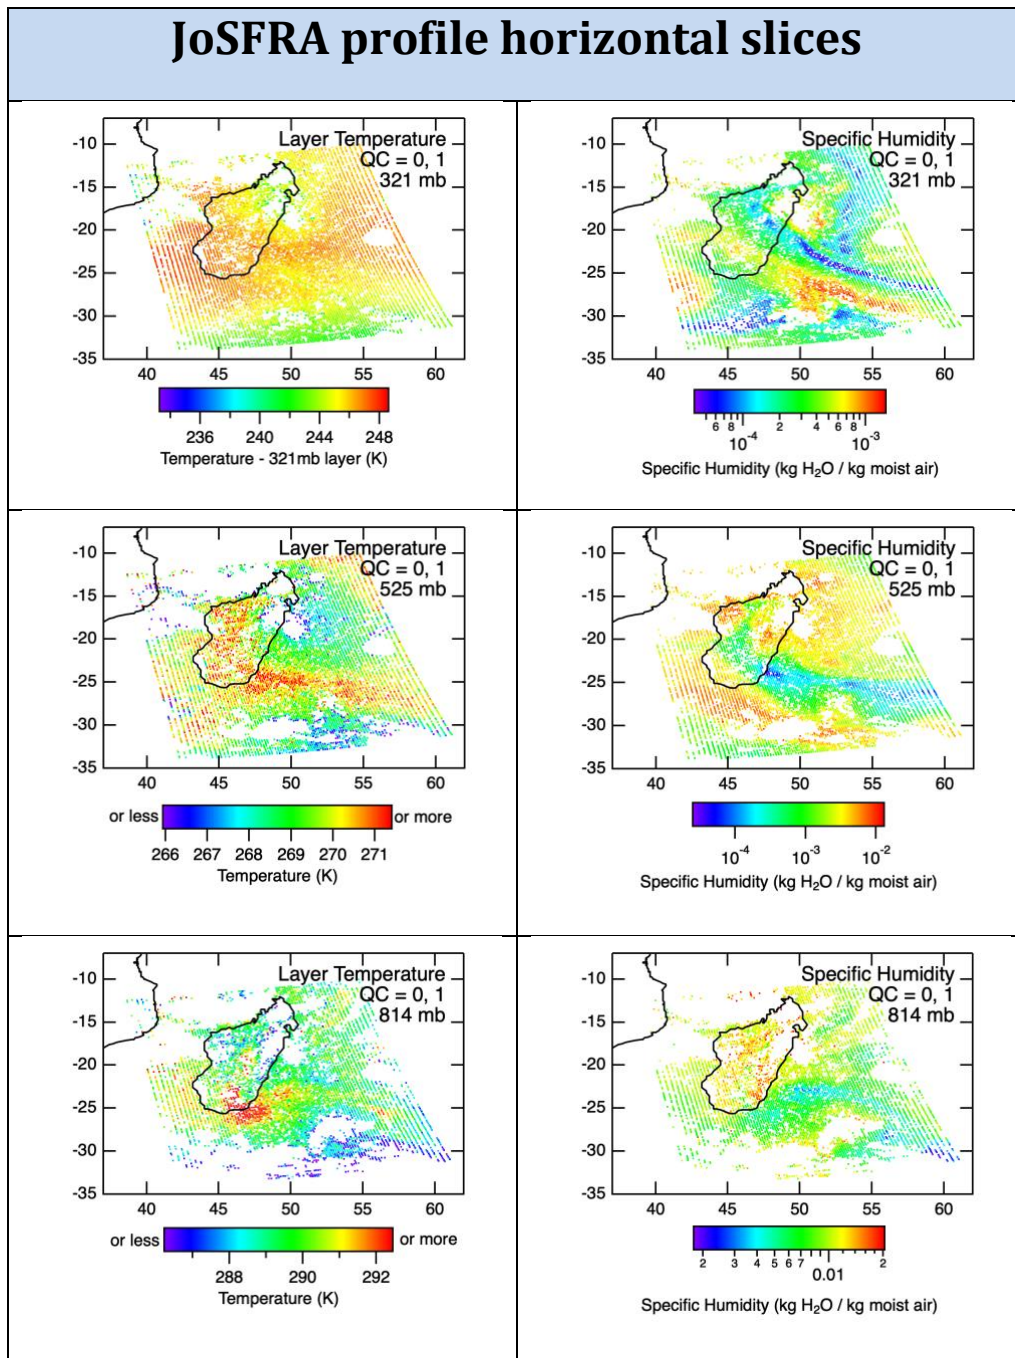 JoSFRA profile horizontal slices
Layer Temperature
QC = 0, 1
321 mb
-10
-15
-20
-25
-30
-35
40 45 50 55 60
236 240 244 248
Temperature - 321mb layer (K)
Specific Humidity
QC = 0, 1
321 mb
-10
-15
-20
-25
-30
-35
40 45 50 55 60
6 8 10⁻⁴ 2 4 6 8 10⁻³
Specific Humidity (kg H₂O / kg moist air)
Layer Temperature
QC = 0, 1
525 mb
-10
-15
-20
-25
-30
-35
40 45 50 55 60
or less or more
266 267 268 269 270 271
Temperature (K)
Specific Humidity
QC = 0, 1
525 mb
-10
-15
-20
-25
-30
-35
40 45 50 55 60
10⁻⁴ 10⁻³ 10⁻²
Specific Humidity (kg H₂O / kg moist air)
Layer Temperature
QC = 0, 1
814 mb
-10
-15
-20
-25
-30
-35
40 45 50 55 60
or less or more
288 290 292
Temperature (K)
Specific Humidity
QC = 0, 1
814 mb
-10
-15
-20
-25
-30
-35
40 45 50 55 60
2 3 4 5 6 7 0.01 2
Specific Humidity (kg H₂O / kg moist air)